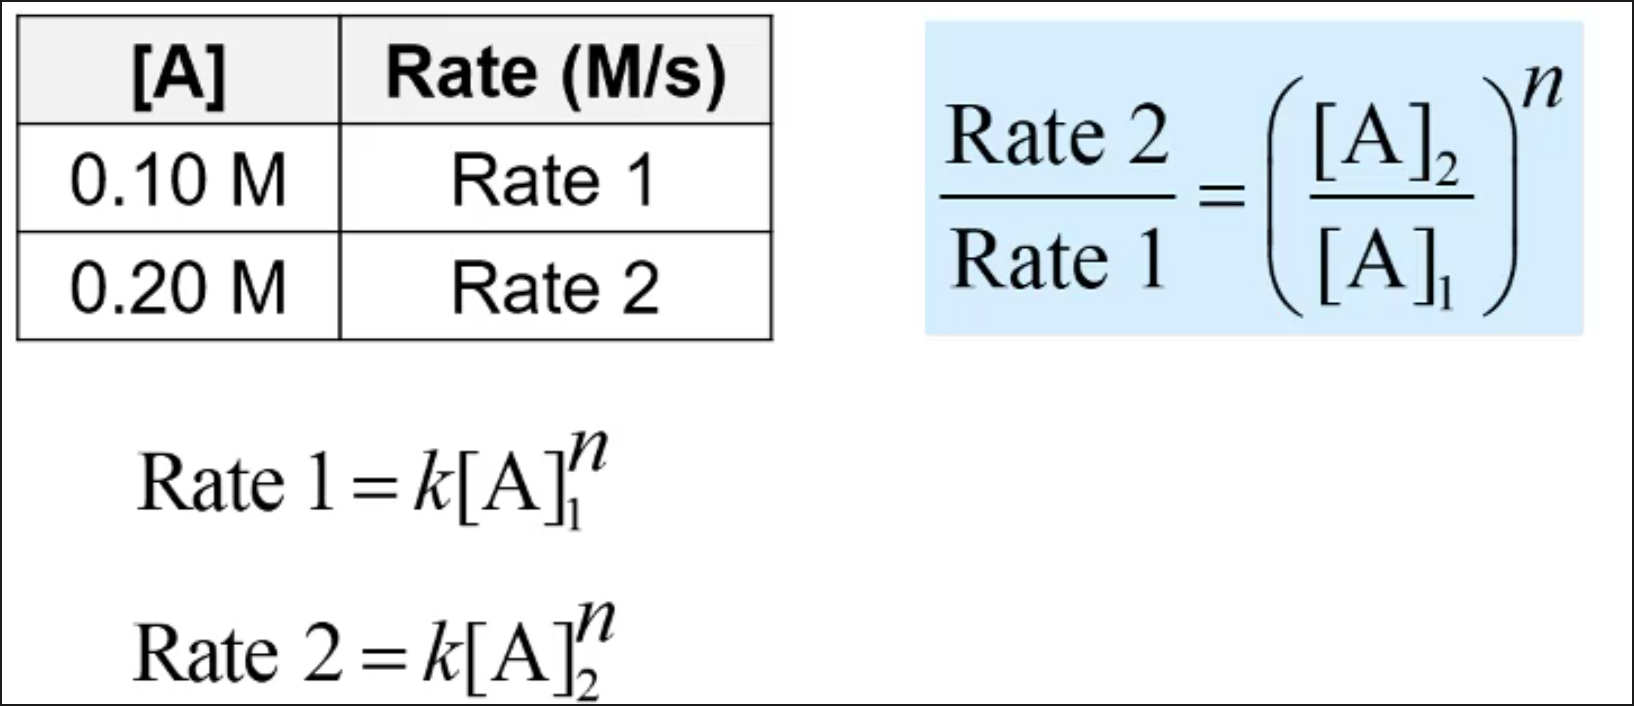 [A] Rate (M/s)
0.10 M Rate 1
0.20 M Rate 2
Rate 2 / Rate 1 = ([A]₂ / [A]₁)ⁿ
Rate 1 = k[A]₁ⁿ
Rate 2 = k[A]₂ⁿ